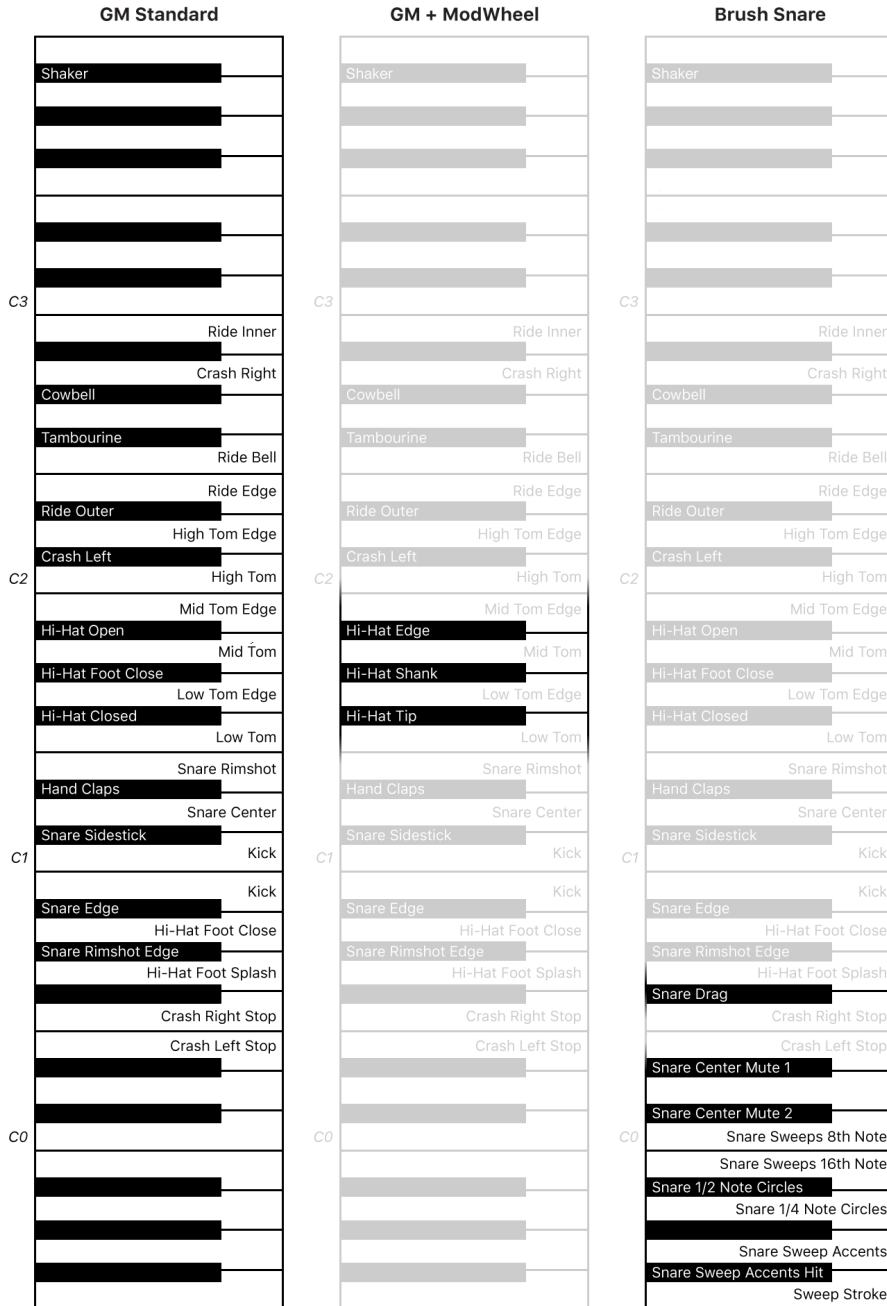 GM Standard
Shaker
C3
Ride Inner
Crash Right
Cowbell
Tambourine
Ride Bell
Ride Edge
Ride Outer
High Tom Edge
Crash Left
C2
High Tom
Mid Tom Edge
Hi-Hat Open
Mid Tom
Hi-Hat Foot Close
Low Tom Edge
Hi-Hat Closed
Low Tom
Snare Rimshot
Hand Claps
Snare Center
Snare Sidestick
C1
Kick
Kick
Snare Edge
Hi-Hat Foot Close
Snare Rimshot Edge
Hi-Hat Foot Splash
Crash Right Stop
Crash Left Stop
C0
GM + ModWheel
Shaker
C3
Ride Inner
Crash Right
Cowbell
Tambourine
Ride Bell
Ride Edge
Ride Outer
High Tom Edge
Crash Left
C2
High Tom
Mid Tom Edge
Hi-Hat Edge
Mid Tom
Hi-Hat Shank
Low Tom Edge
Hi-Hat Tip
Low Tom
Snare Rimshot
Hand Claps
Snare Center
Snare Sidestick
C1
Kick
Kick
Snare Edge
Hi-Hat Foot Close
Snare Rimshot Edge
Hi-Hat Foot Splash
Crash Right Stop
Crash Left Stop
C0
Brush Snare
Shaker
C3
Ride Inner
Crash Right
Cowbell
Tambourine
Ride Bell
Ride Edge
Ride Outer
High Tom Edge
Crash Left
C2
High Tom
Mid Tom Edge
Hi-Hat Open
Mid Tom
Hi-Hat Foot Close
Low Tom Edge
Hi-Hat Closed
Low Tom
Snare Rimshot
Hand Claps
Snare Center
Snare Sidestick
C1
Kick
Kick
Snare Edge
Hi-Hat Foot Close
Snare Rimshot Edge
Hi-Hat Foot Splash
Snare Drag
Crash Right Stop
Crash Left Stop
Snare Center Mute 1
Snare Center Mute 2
C0
Snare Sweeps 8th Note
Snare Sweeps 16th Note
Snare 1/2 Note Circles
Snare 1/4 Note Circles
Snare Sweep Accents
Snare Sweep Accents Hit
Sweep Stroke